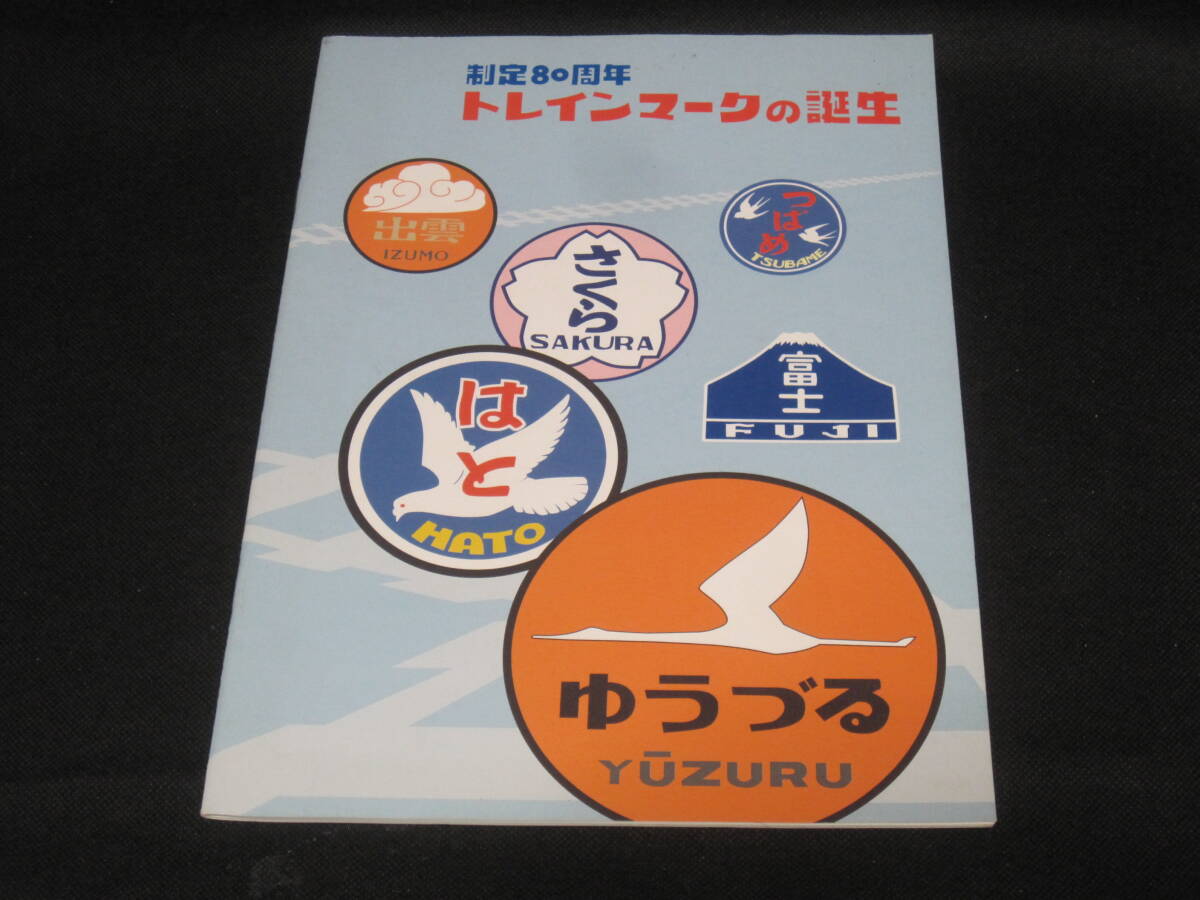 制定80周年
トレインマークの誕生
出雲
IZUMO
つばめ
TSUBAME
さくら
SAKURA
富士
FUJI
はと
HATO
ゆうづる
YŪZURU